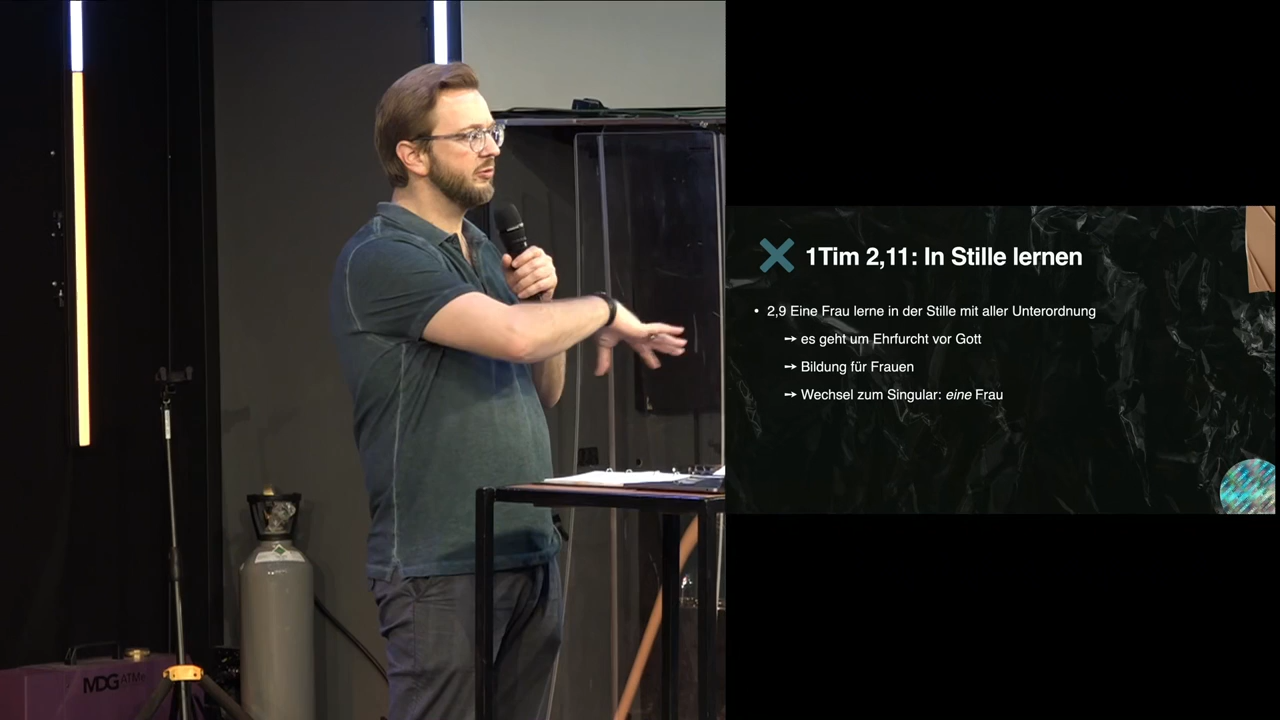 1Tim 2,11: In Stille lernen
• 2,9 Eine Frau lerne in der Stille mit aller Unterordnung
➙ es geht um Ehrfurcht vor Gott
➙ Bildung für Frauen
➙ Wechsel zum Singular: eine Frau
MDG ATMe